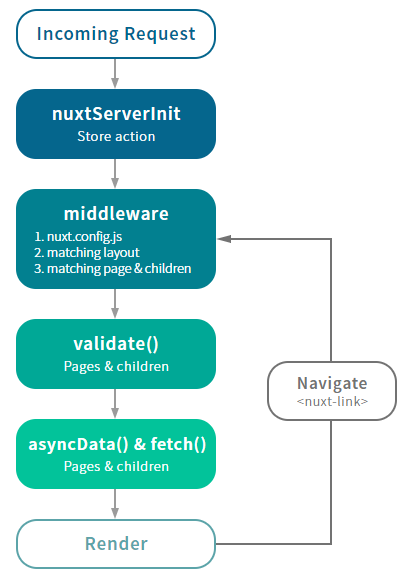 Incoming Request
nuxtServerInit
Store action
middleware
1. nuxt.config.js
2. matching layout
3. matching page & children
validate()
Pages & children
asyncData() & fetch()
Pages & children
Render
Navigate
<nuxt-link>